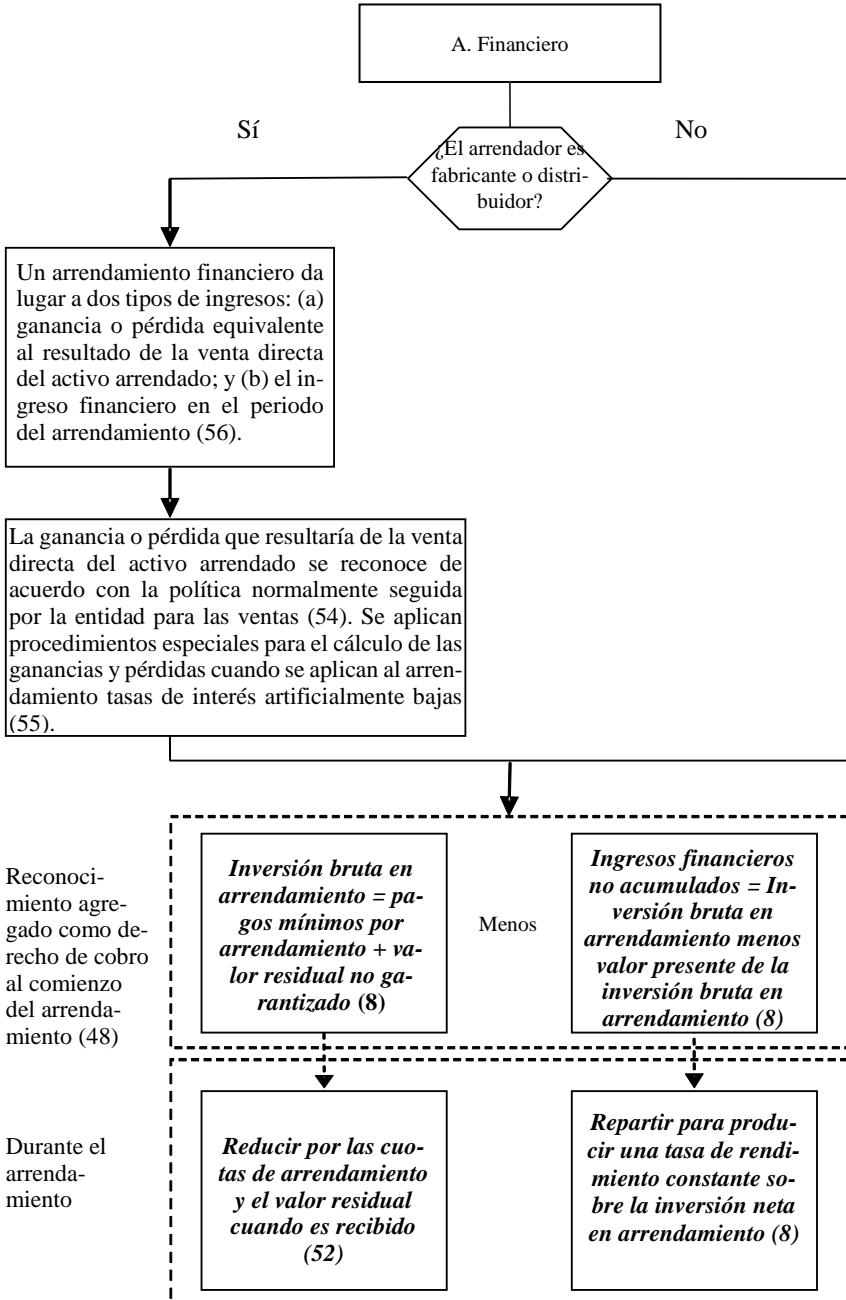 A. Financiero
Sí
No
¿El arrendador es
fabricante o distri-
buidor?
Un arrendamiento financiero da
lugar a dos tipos de ingresos: (a)
ganancia o pérdida equivalente
al resultado de la venta directa
del activo arrendado; y (b) el in-
greso financiero en el periodo
del arrendamiento (56).
La ganancia o pérdida que resultaría de la venta
directa del activo arrendado se reconoce de
acuerdo con la política normalmente seguida
por la entidad para las ventas (54). Se aplican
procedimientos especiales para el cálculo de las
ganancias y pérdidas cuando se aplican al arren-
damiento tasas de interés artificialmente bajas
(55).
Reconoci-
miento agre-
gado como de-
recho de cobro
al comienzo
del arrenda-
miento (48)
Inversión bruta en
arrendamiento = pa-
gos mínimos por
arrendamiento + va-
lor residual no ga-
rantizado (8)
Menos
Ingresos financieros
no acumulados = In-
versión bruta en
arrendamiento menos
valor presente de la
inversión bruta en
arrendamiento (8)
Durante el
arrenda-
miento
Reducir por las cuo-
tas de arrendamiento
y el valor residual
cuando es recibido
(52)
Repartir para produ-
cir una tasa de rendi-
miento constante so-
bre la inversión neta
en arrendamiento (8)